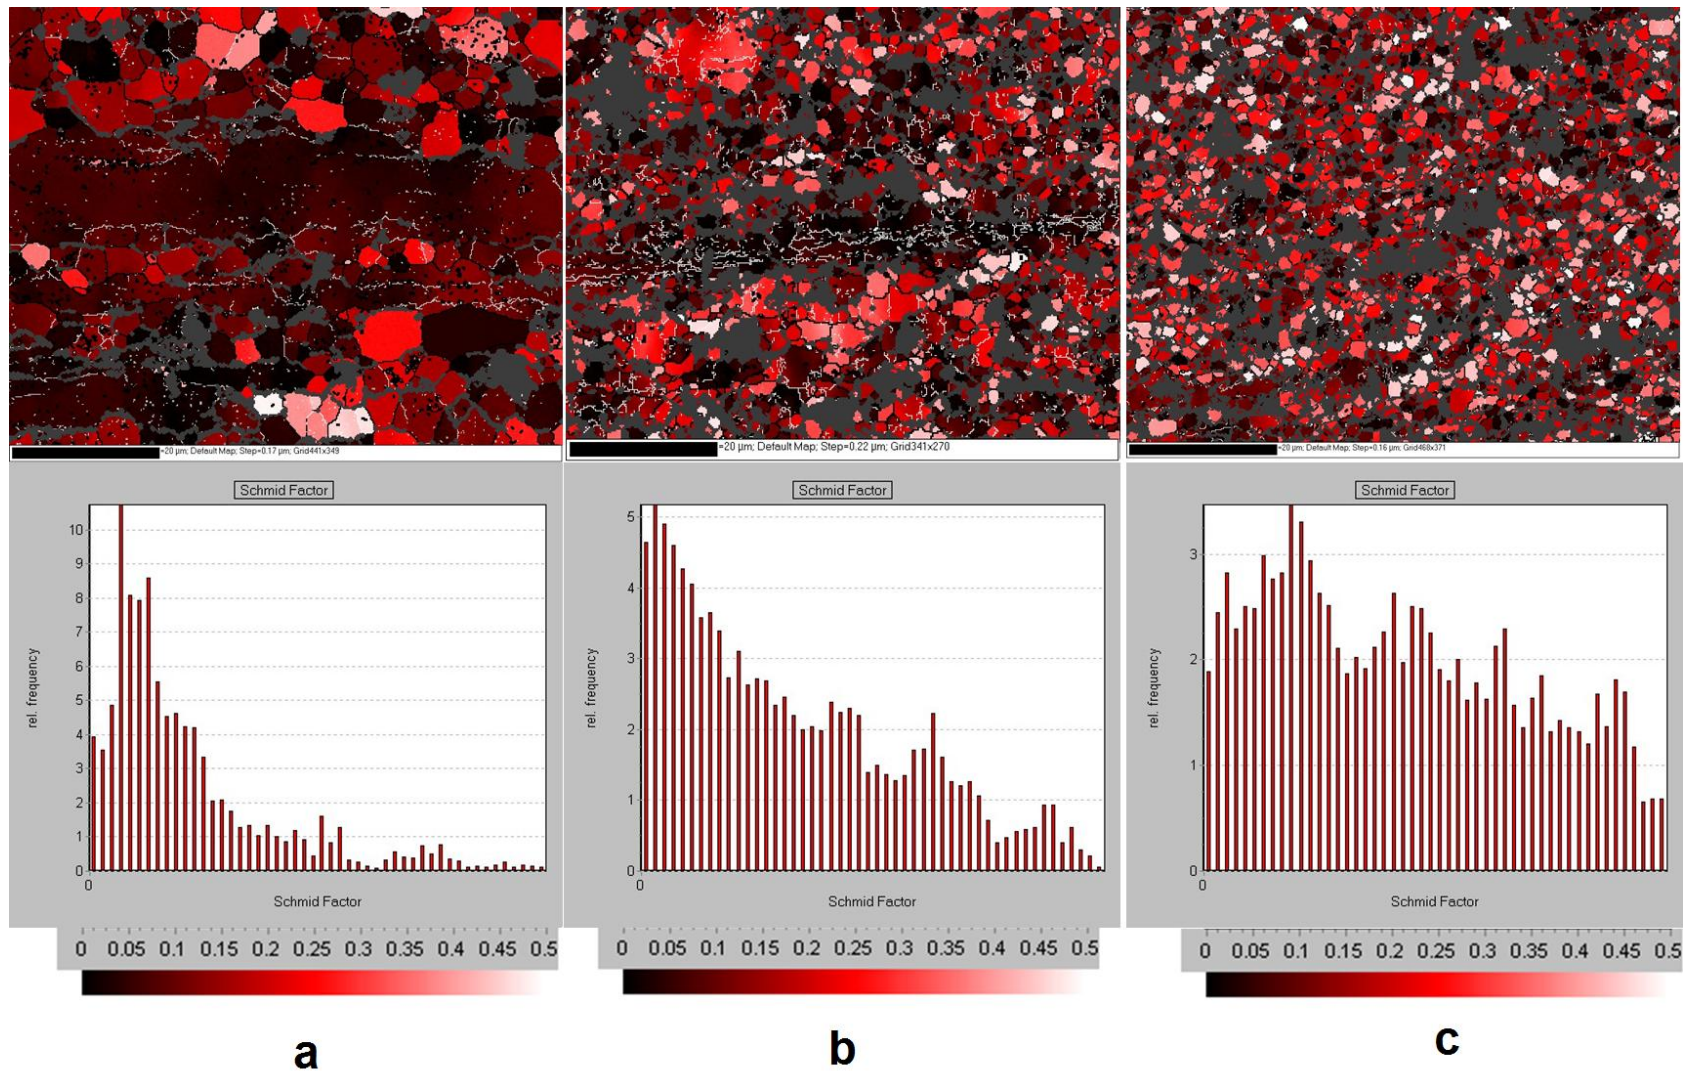 =20 µm; Default Map; Step=0.17 µm; Grid441x349
=20 µm; Default Map; Step=0.22 µm; Grid341x270
=20 µm; Default Map; Step=0.16 µm; Grid468x371
Schmid Factor
10
9
8
7
6
5
4
3
2
1
0
rel. frequency
0
Schmid Factor
0 0.05 0.1 0.15 0.2 0.25 0.3 0.35 0.4 0.45 0.5
Schmid Factor
5
4
3
2
1
0
rel. frequency
0
Schmid Factor
0 0.05 0.1 0.15 0.2 0.25 0.3 0.35 0.4 0.45 0.5
Schmid Factor
3
2
1
0
rel. frequency
0
Schmid Factor
0 0.05 0.1 0.15 0.2 0.25 0.3 0.35 0.4 0.45 0.5
a
b
c